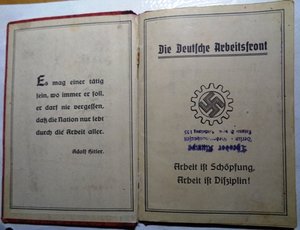 Es mag einer tätig
sein, wo immer er soll,
er darf nie vergessen,
daß die Nation nur lebt
durch die Arbeit aller.
Adolf Hitler.
Die Deutsche Arbeitsfront
Arbeit ist Schöpfung,
Arbeit ist Disziplin!